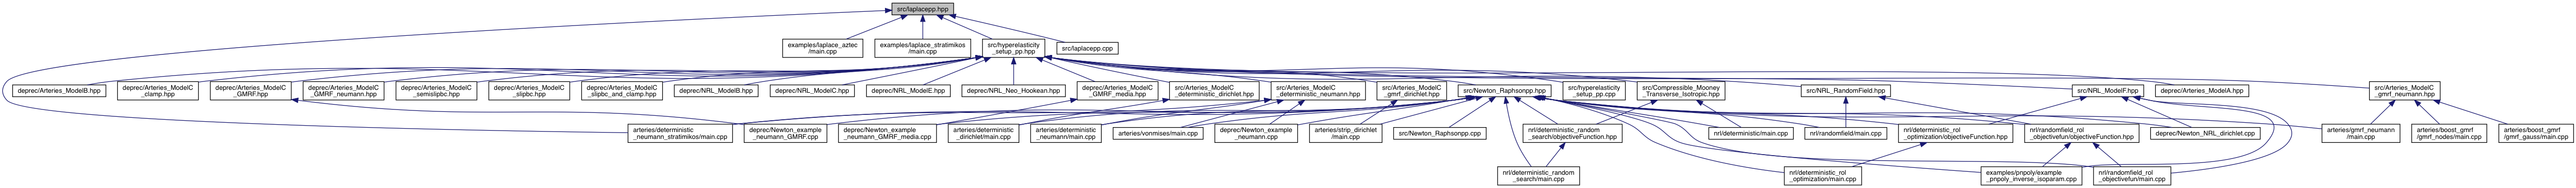 src/laplacepp.hpp
examples/laplace_aztec
/main.cpp
examples/laplace_stratimikos
/main.cpp
src/hyperelasticity
_setup_pp.hpp
src/laplacepp.cpp
deprec/Arteries_ModelB.hpp
deprec/Arteries_ModelC
_clamp.hpp
deprec/Arteries_ModelC
_GMRF.hpp
deprec/Arteries_ModelC
_GMRF_neumann.hpp
deprec/Arteries_ModelC
_semislipbc.hpp
deprec/Arteries_ModelC
_slipbc.hpp
deprec/Arteries_ModelC
_slipbc_and_clamp.hpp
deprec/NRL_ModelB.hpp
deprec/NRL_ModelC.hpp
deprec/NRL_ModelE.hpp
deprec/NRL_Neo_Hookean.hpp
deprec/Arteries_ModelC
_GMRF_media.hpp
src/Arteries_ModelC
_deterministic_dirichlet.hpp
src/Arteries_ModelC
_deterministic_neumann.hpp
src/Arteries_ModelC
_gmrf_dirichlet.hpp
src/Newton_Raphsonpp.hpp
src/hyperelasticity
_setup_pp.cpp
src/Compressible_Mooney
_Transverse_Isotropic.hpp
src/NRL_RandomField.hpp
src/NRL_ModelF.hpp
deprec/Arteries_ModelA.hpp
src/Arteries_ModelC
_gmrf_neumann.hpp
arteries/deterministic
_neumann_stratimikos/main.cpp
deprec/Newton_example
_neumann_GMRF.cpp
deprec/Newton_example
_neumann_GMRF_media.cpp
arteries/deterministic
_dirichlet/main.cpp
arteries/deterministic
_neumann/main.cpp
arteries/vonmises/main.cpp
deprec/Newton_example
_neumann.cpp
arteries/strip_dirichlet
/main.cpp
src/Newton_Raphsonpp.cpp
nrl/deterministic_random
_search/objectiveFunction.hpp
nrl/deterministic/main.cpp
nrl/randomfield/main.cpp
nrl/deterministic_rol
_optimization/objectiveFunction.hpp
nrl/randomfield_rol
_objectivefun/objectiveFunction.hpp
deprec/Newton_NRL_dirichlet.cpp
arteries/gmrf_neumann
/main.cpp
arteries/boost_gmrf
/gmrf_nodes/main.cpp
arteries/boost_gmrf
/gmrf_gauss/main.cpp
nrl/deterministic_random
_search/main.cpp
nrl/deterministic_rol
_optimization/main.cpp
examples/pnpoly/example
_pnpoly_inverse_isoparam.cpp
nrl/randomfield_rol
_objectivefun/main.cpp